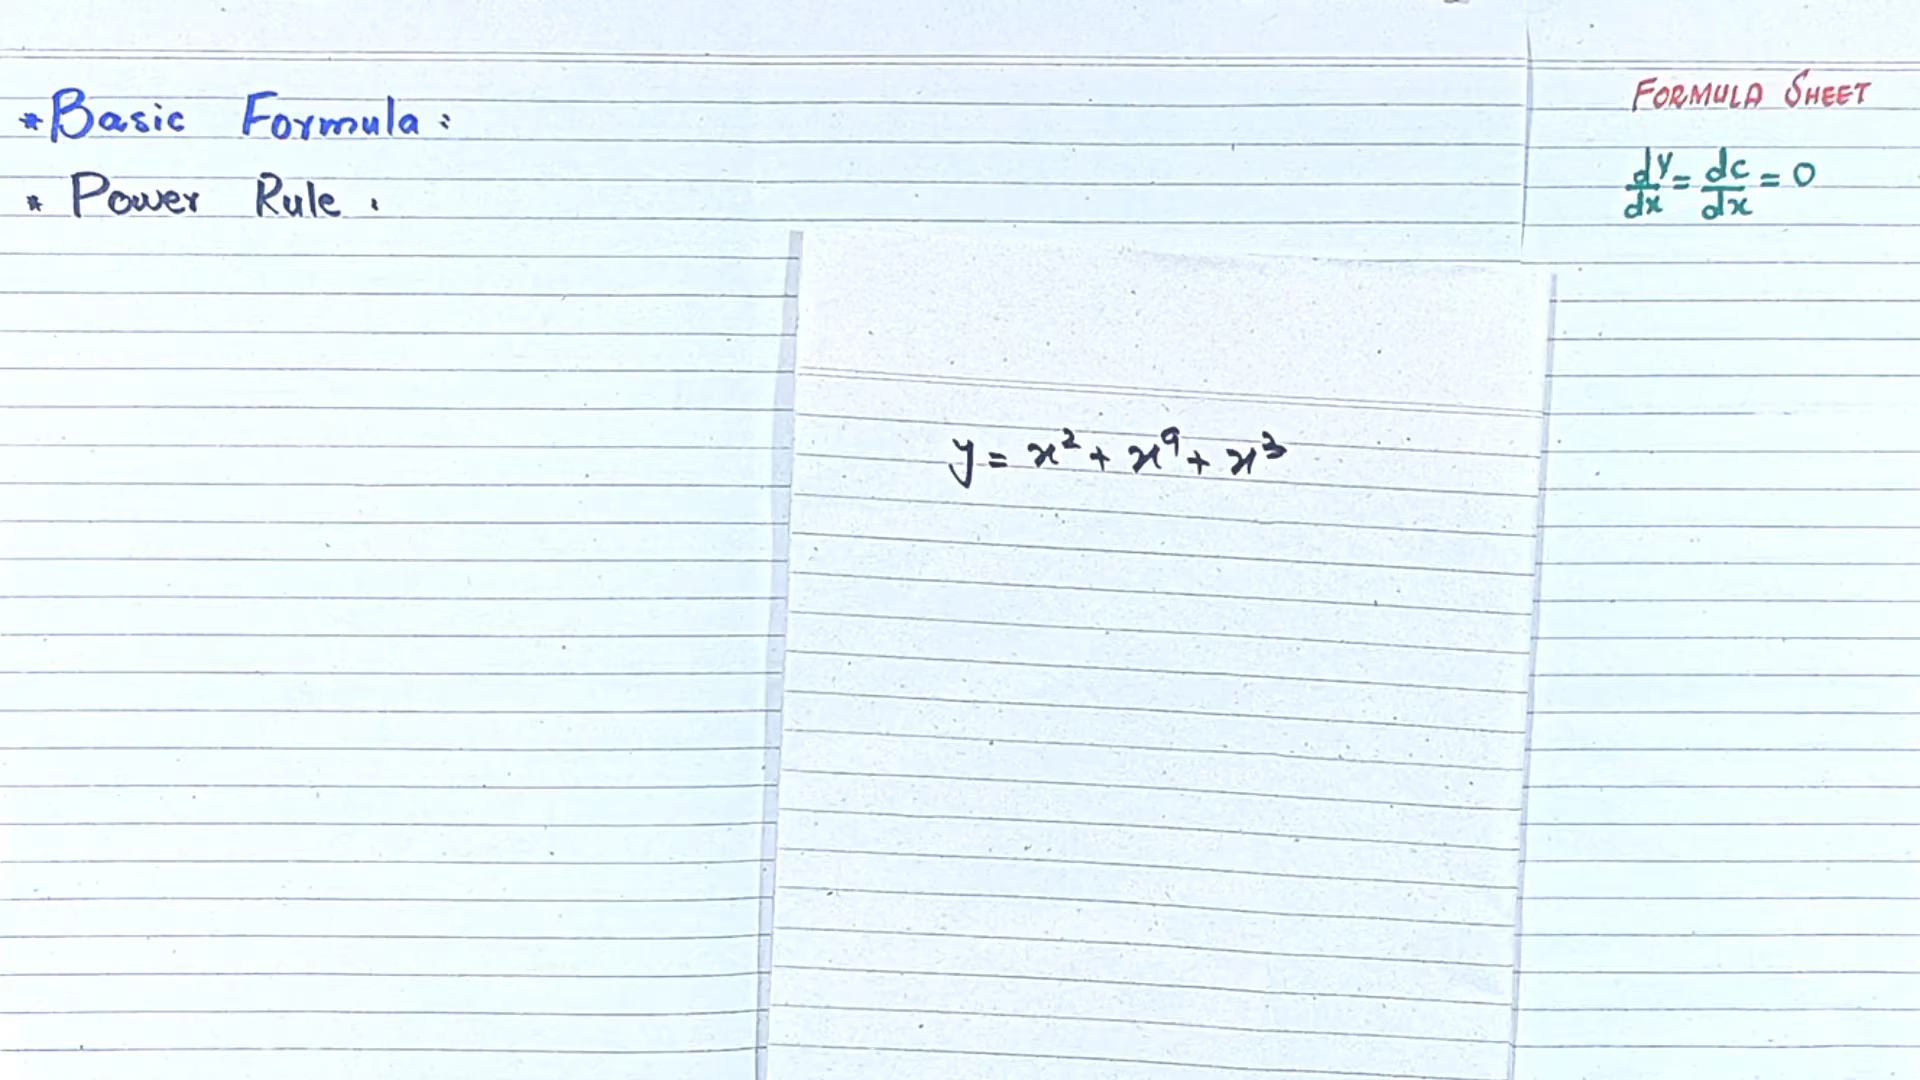 *Basic Formula:
* Power Rule.
FORMULA SHEET
dy/dx = dc/dx = 0
y = x² + x⁹ + x³